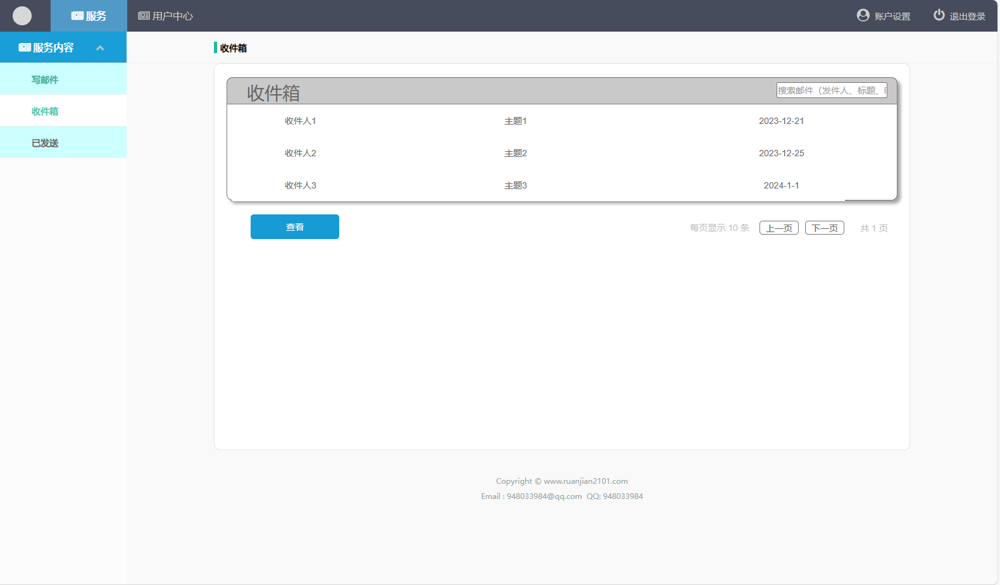 服务 用户中心 账户设置 退出登录
服务内容
写邮件
收件箱
已发送
收件箱
收件箱 搜索邮件（发件人、标题、
收件人1 主题1 2023-12-21
收件人2 主题2 2023-12-25
收件人3 主题3 2024-1-1
查看 每页显示 10 条 上一页 下一页 共 1 页
Copyright © www.ruanjian2101.com
Email : 948033984@qq.com QQ: 948033984